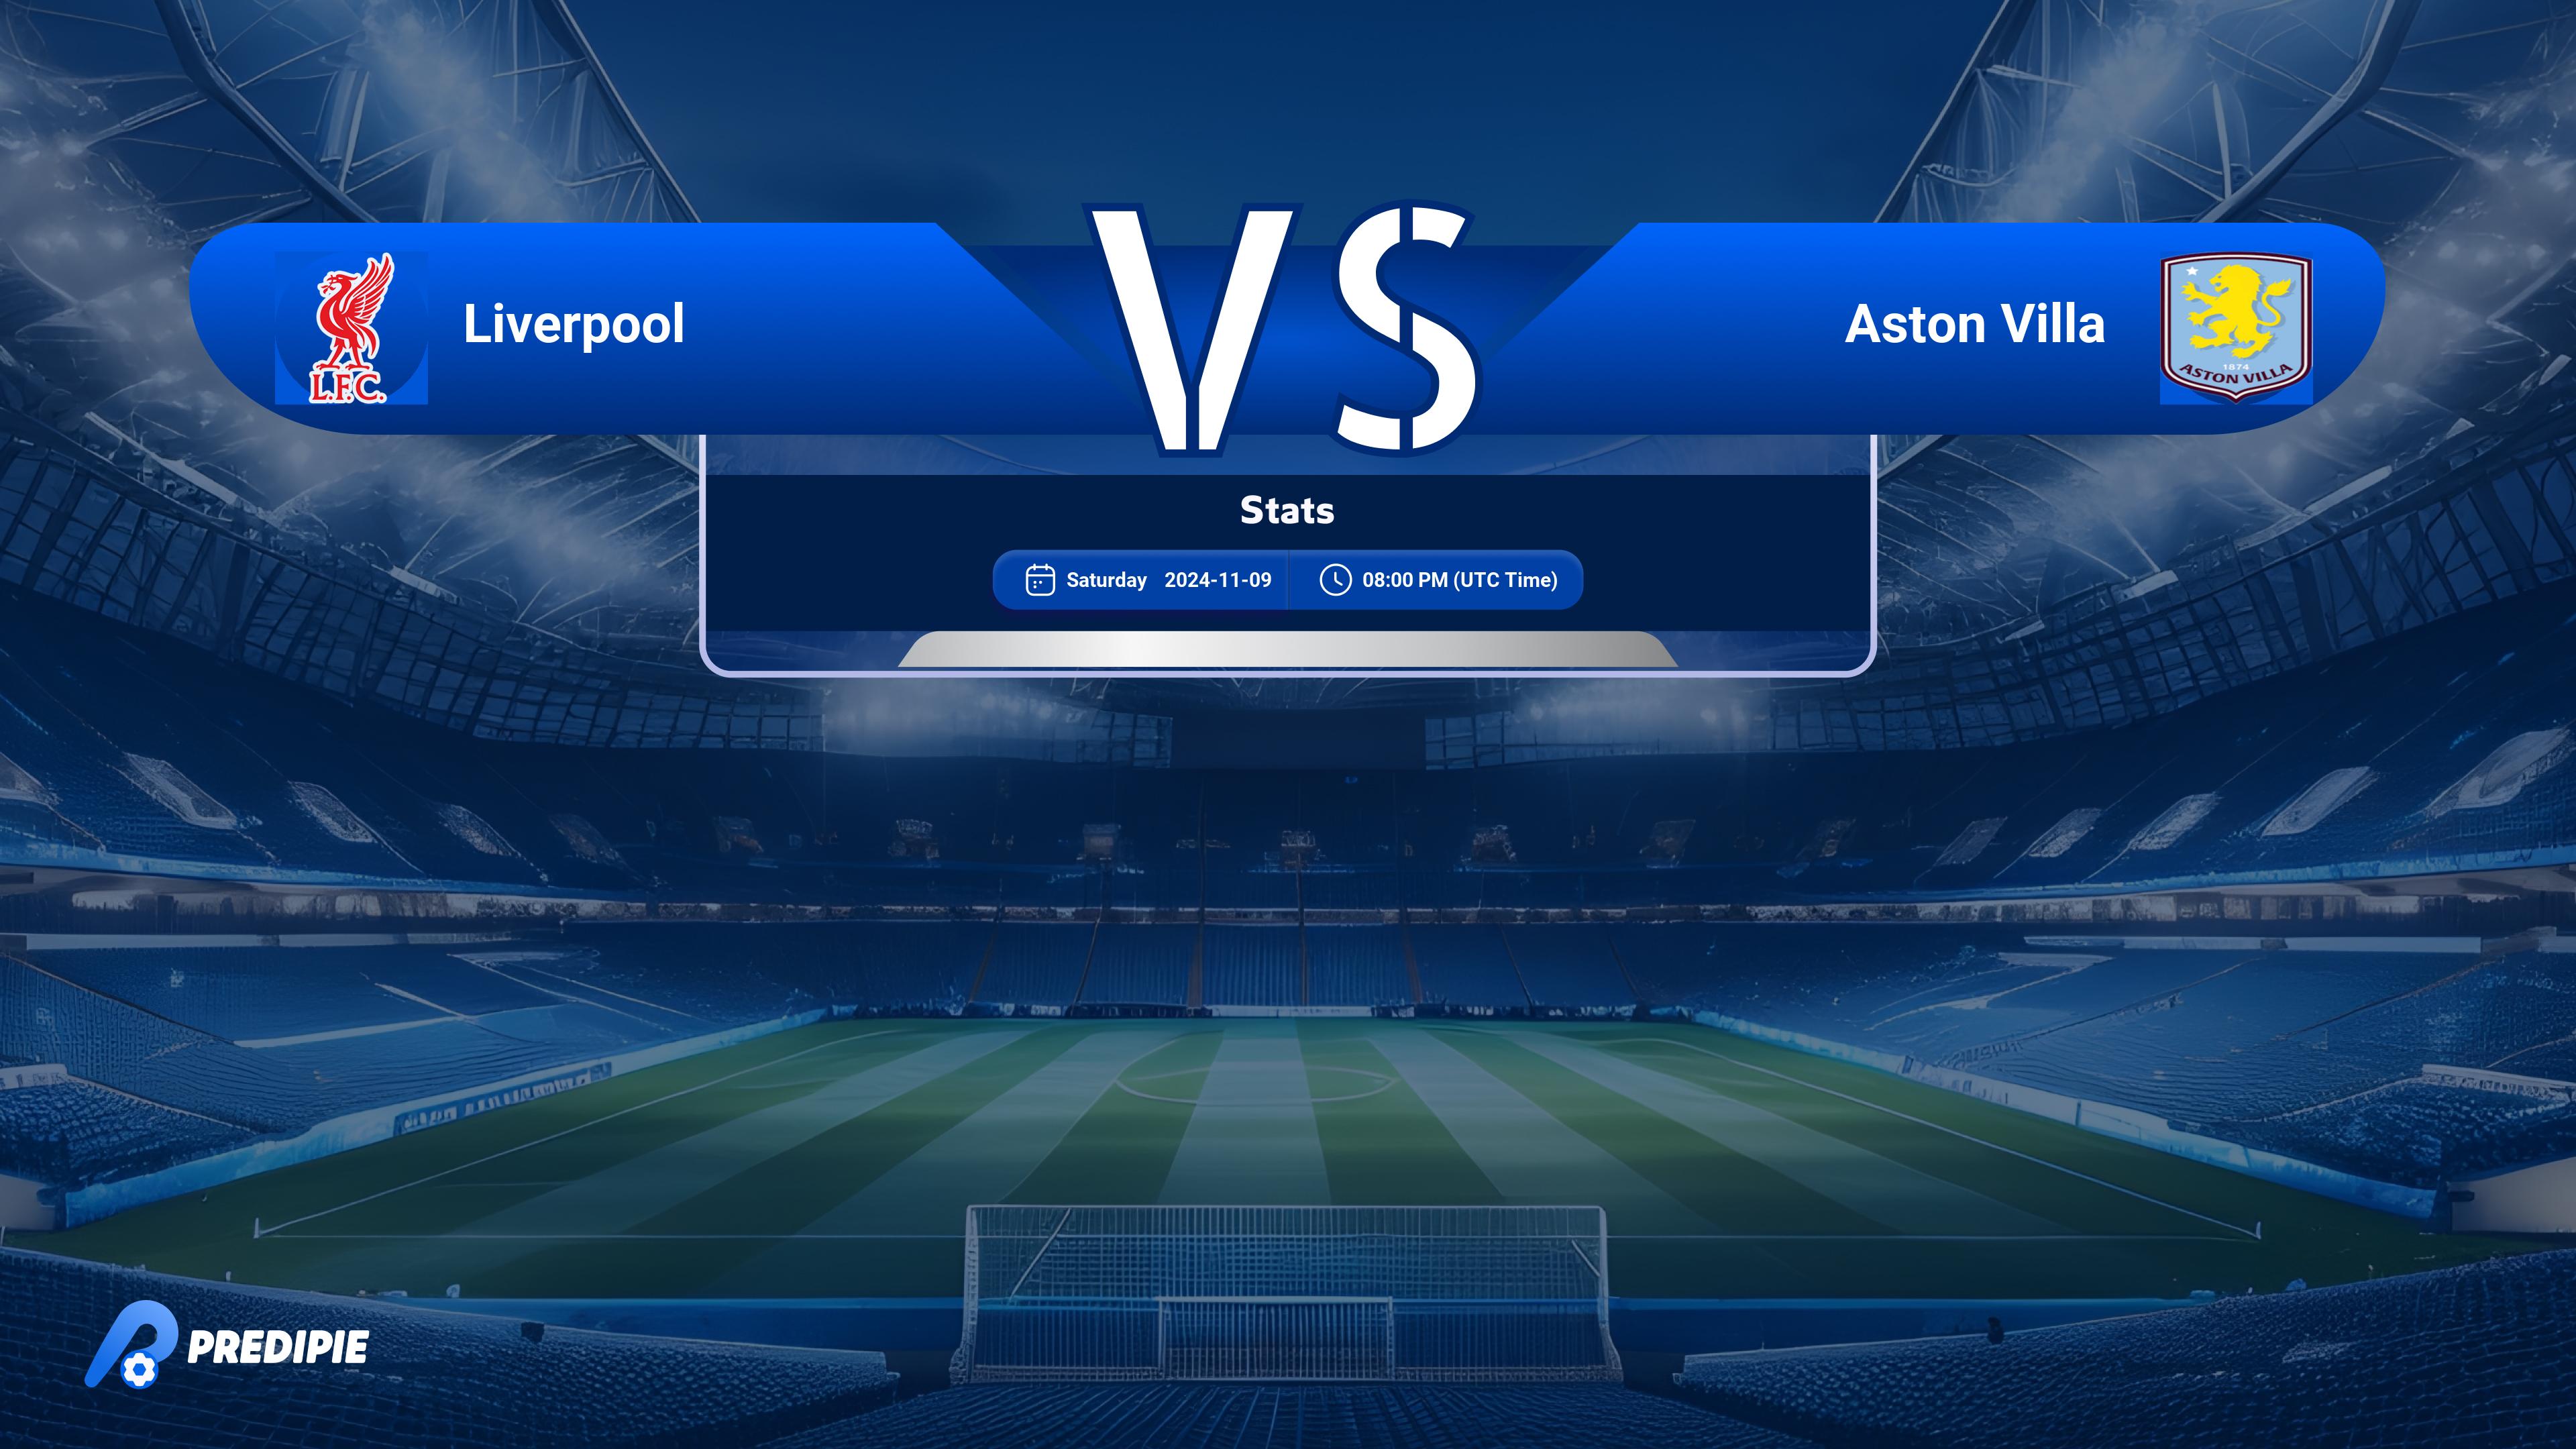 VS
Liverpool
Aston Villa
L.F.C.
1874
ASTON VILLA
Stats
Saturday 2024-11-09 08:00 PM (UTC Time)
PREDIPIE